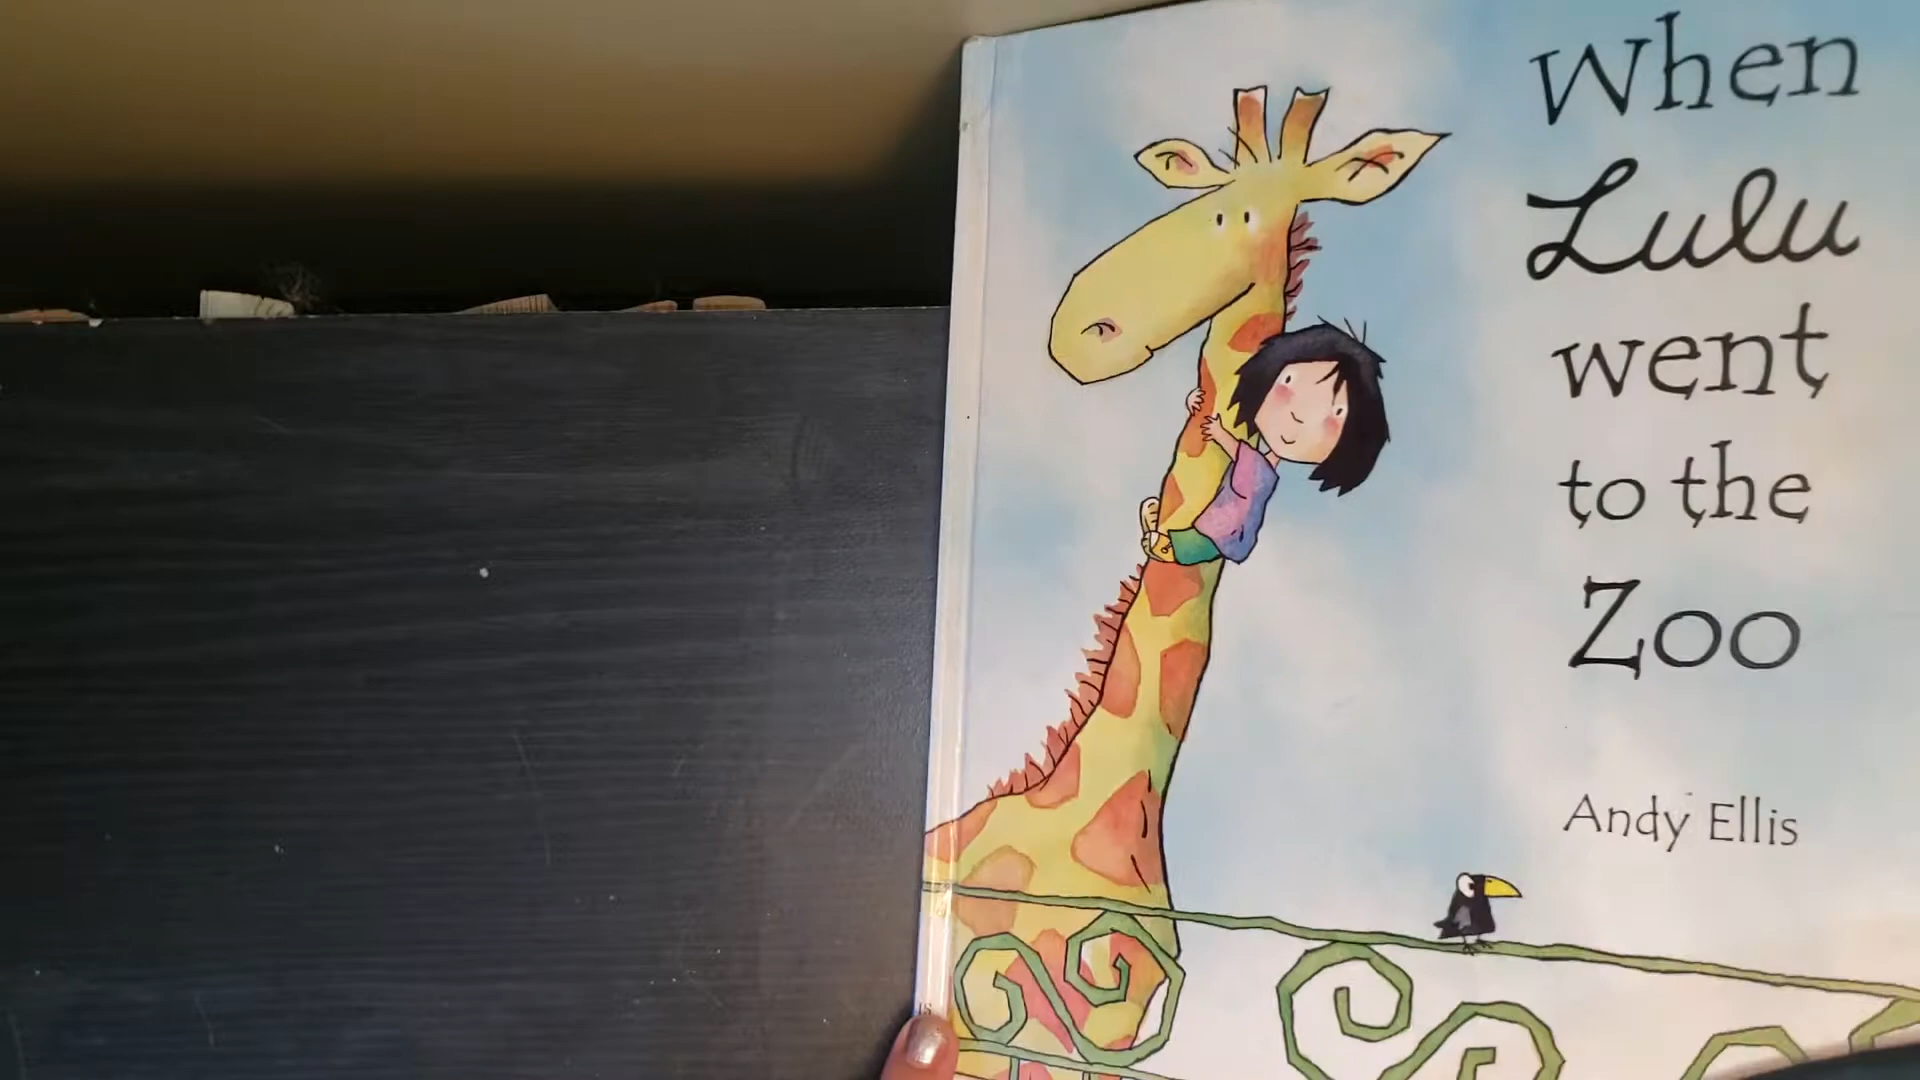 When
Lulu
went
to the
Zoo
Andy Ellis